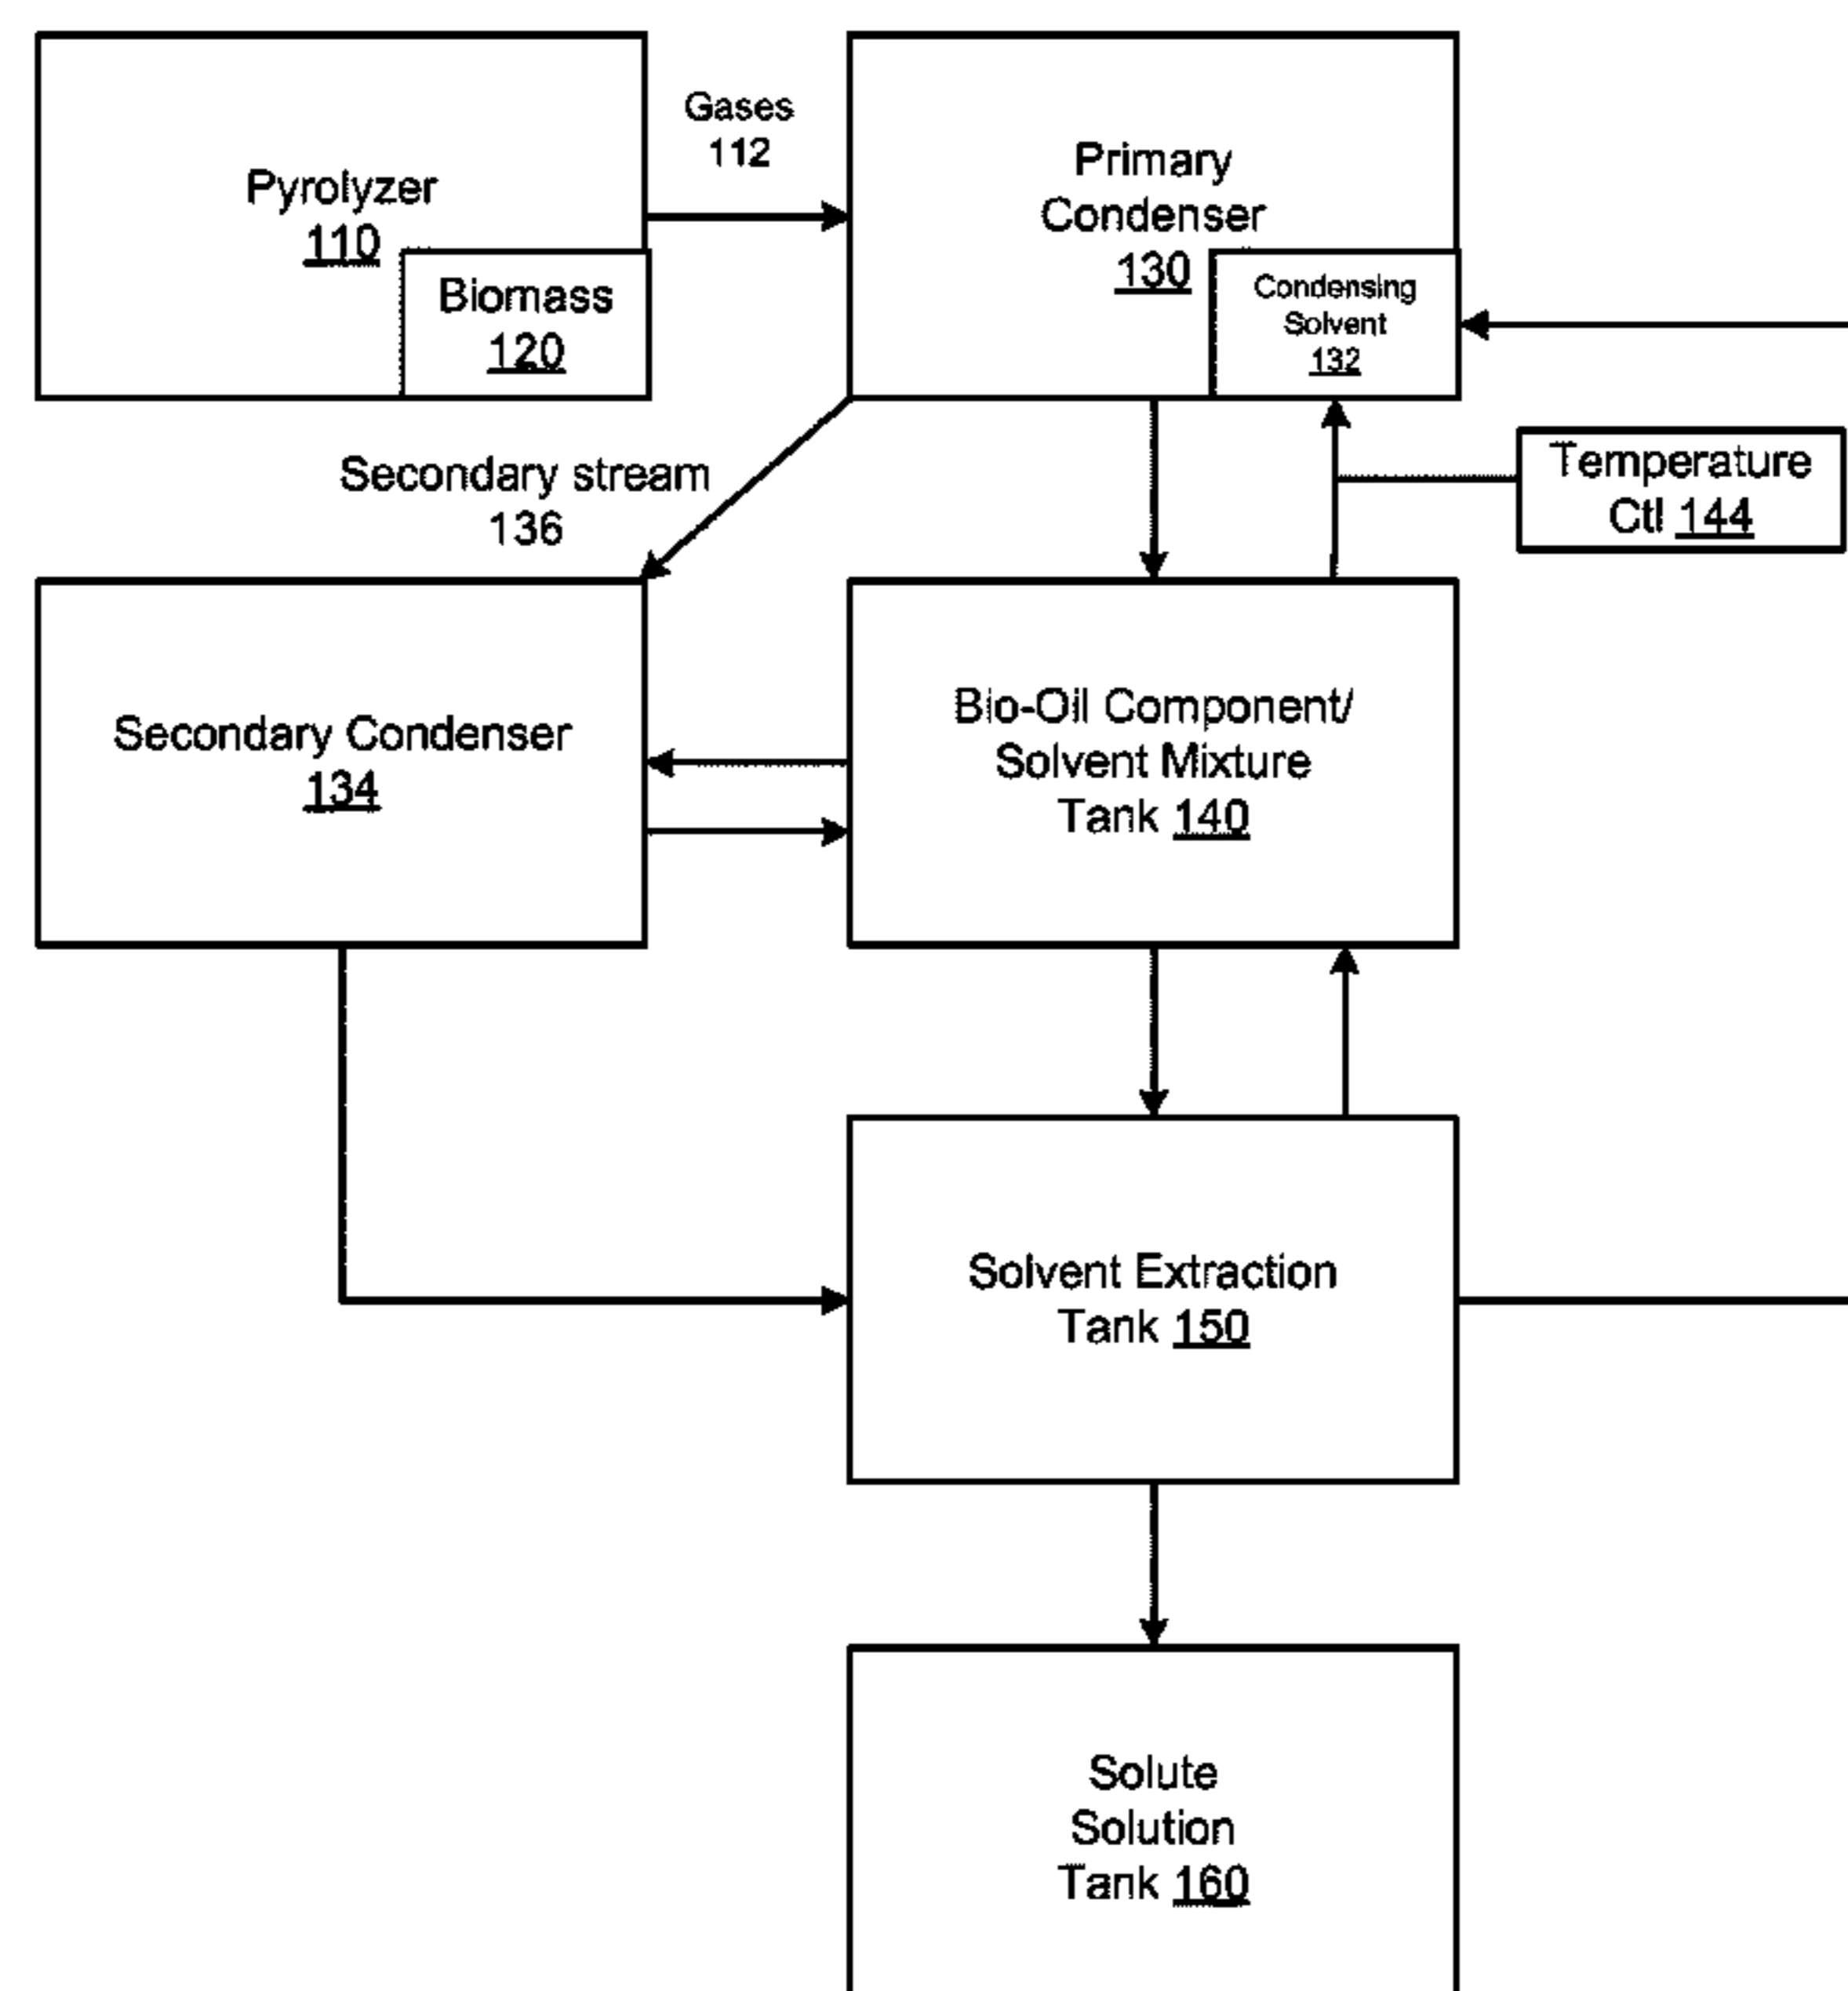 Pyrolyzer
110
Biomass
120
Gases
112
Primary
Condenser
130
Condensing
Solvent
132
Temperature
Ctl 144
Secondary stream
136
Secondary Condenser
134
Bio-Oil Component/
Solvent Mixture
Tank 140
Solvent Extraction
Tank 150
Solute
Solution
Tank 160